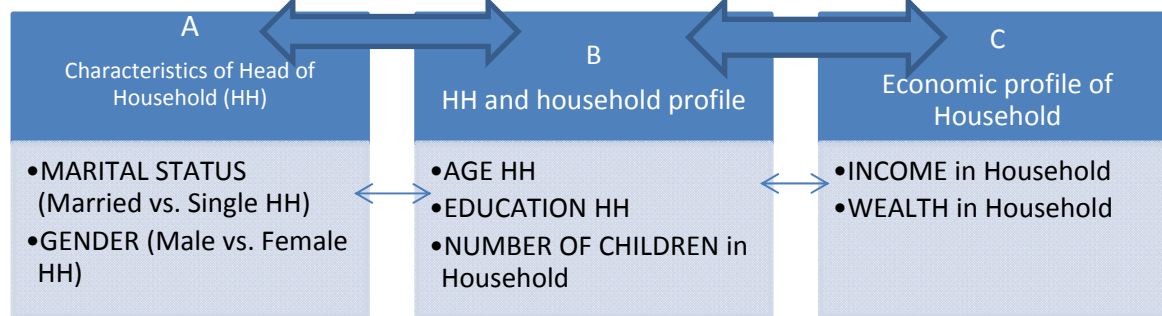 A
Characteristics of Head of
Household (HH)
•MARITAL STATUS
(Married vs. Single HH)
•GENDER (Male vs. Female
HH)
B
HH and household profile
•AGE HH
•EDUCATION HH
•NUMBER OF CHILDREN in
Household
C
Economic profile of
Household
•INCOME in Household
•WEALTH in Household